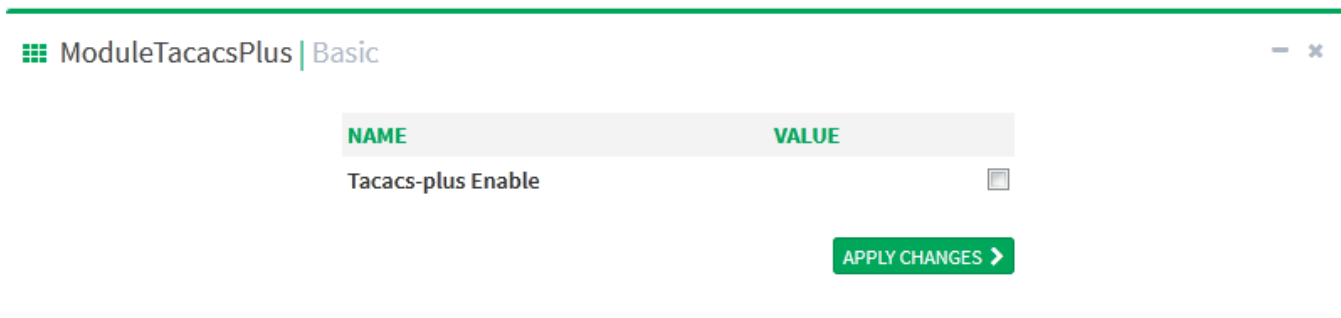 ModuleTacacsPlus | Basic
NAME VALUE
Tacacs-plus Enable
APPLY CHANGES